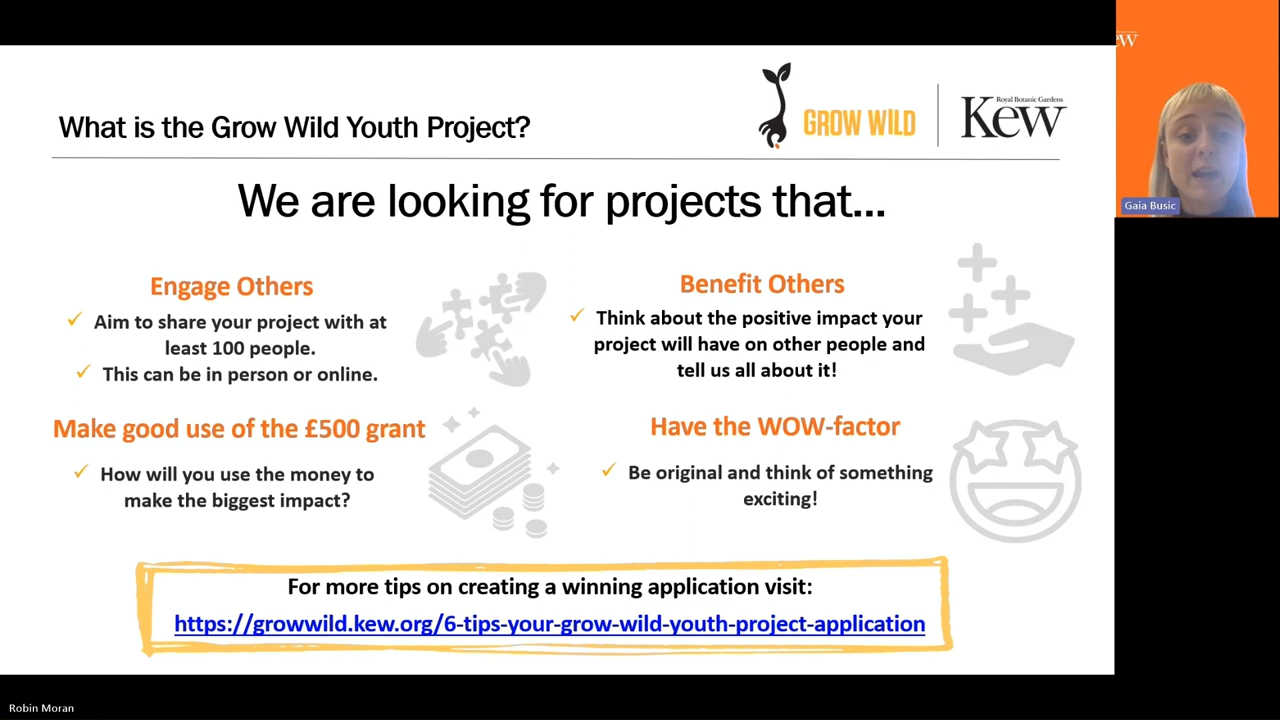 What is the Grow Wild Youth Project?
GROW WILD
Royal Botanic Gardens
Kew
We are looking for projects that...
Engage Others
✓ Aim to share your project with at
least 100 people.
✓ This can be in person or online.
Benefit Others
✓ Think about the positive impact your
project will have on other people and
tell us all about it!
Make good use of the £500 grant
✓ How will you use the money to
make the biggest impact?
Have the WOW-factor
✓ Be original and think of something
exciting!
For more tips on creating a winning application visit:
https://growwild.kew.org/6-tips-your-grow-wild-youth-project-application
Gaia Busic
Robin Moran